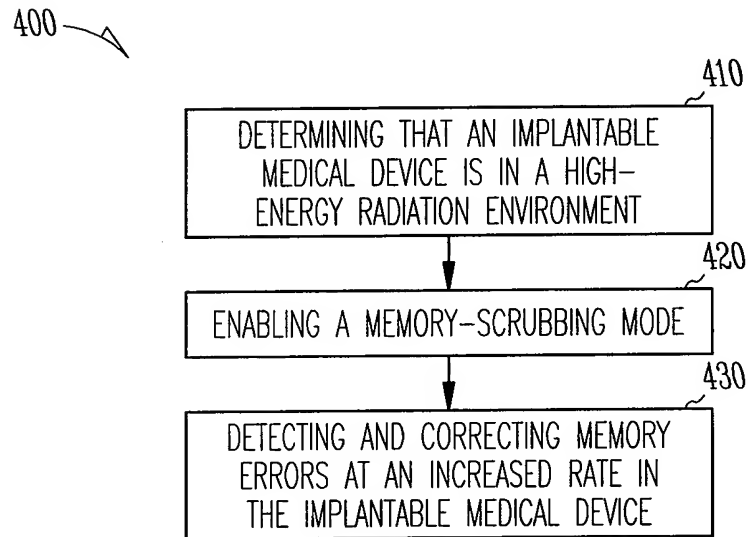 400
410
DETERMINING THAT AN IMPLANTABLE
MEDICAL DEVICE IS IN A HIGH-
ENERGY RADIATION ENVIRONMENT
420
ENABLING A MEMORY-SCRUBBING MODE
430
DETECTING AND CORRECTING MEMORY
ERRORS AT AN INCREASED RATE IN
THE IMPLANTABLE MEDICAL DEVICE